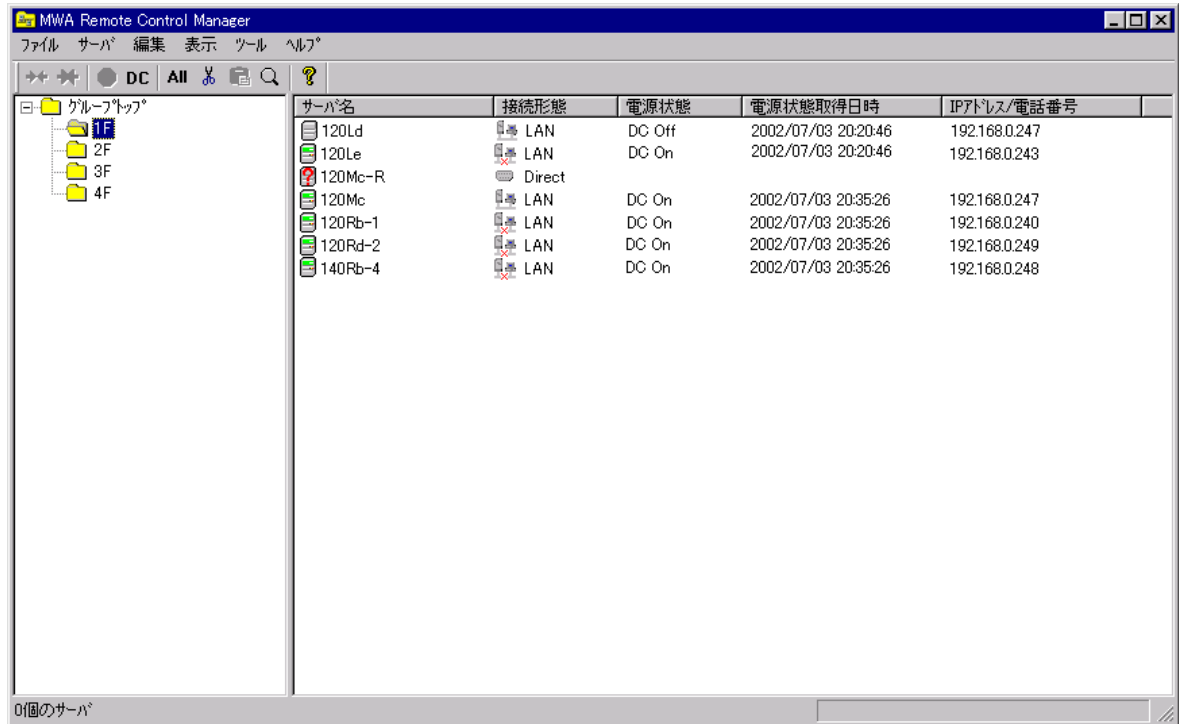 MWA Remote Control Manager
ﾌｧｲﾙ ｻｰﾊﾞ 編集 表示 ﾂｰﾙ ﾍﾙﾌﾟ
DC All
ｸﾞﾙｰﾌﾟﾄｯﾌﾟ
1F
2F
3F
4F
ｻｰﾊﾞ名 接続形態 電源状態 電源状態取得日時 IPｱﾄﾞﾚｽ/電話番号
120Ld LAN DC Off 2002/07/03 20:20:46 192.168.0.247
120Le LAN DC On 2002/07/03 20:20:46 192.168.0.243
120Mc-R Direct
120Mc LAN DC On 2002/07/03 20:35:26 192.168.0.247
120Rb-1 LAN DC On 2002/07/03 20:35:26 192.168.0.240
120Rd-2 LAN DC On 2002/07/03 20:35:26 192.168.0.249
140Rb-4 LAN DC On 2002/07/03 20:35:26 192.168.0.248
0個のｻｰﾊﾞ